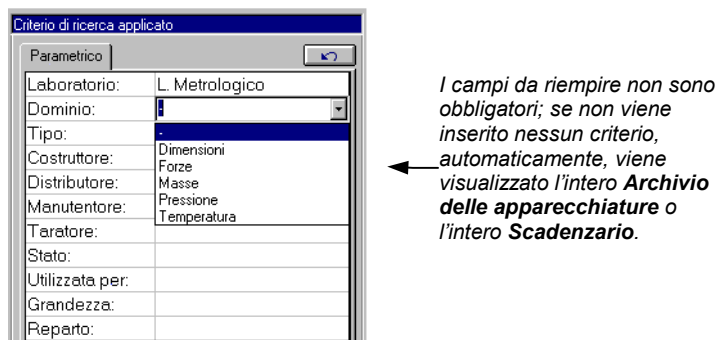 Criterio di ricerca applicato
Parametrico
Laboratorio: L. Metrologico
Dominio: -
Tipo: -
Dimensioni
Costruttore: Forze
Distributore: Masse
Manutentore: Pressione
Temperatura
Taratore:
Stato:
Utilizzata per:
Grandezza:
Reparto:
I campi da riempire non sono
obbligatori; se non viene
inserito nessun criterio,
automaticamente, viene
visualizzato l'intero Archivio
delle apparecchiature o
l'intero Scadenzario.